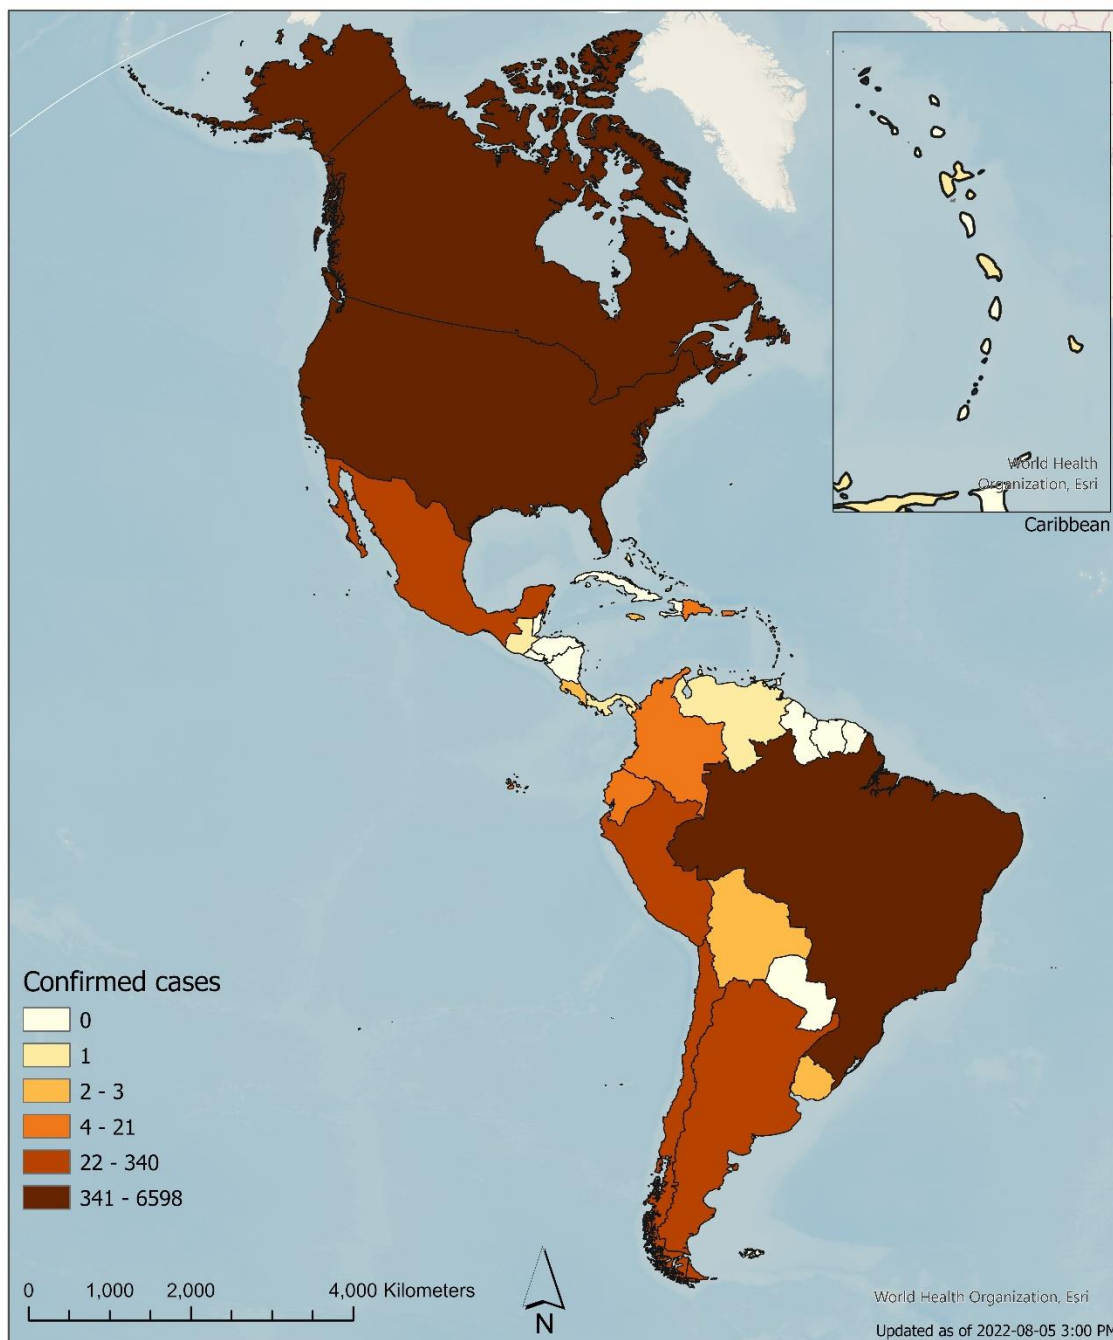 World Health
Organization, Esri
Caribbean
Confirmed cases
0
1
2 - 3
4 - 21
22 - 340
341 - 6598
0 1,000 2,000 4,000 Kilometers
N
World Health Organization, Esri
Updated as of 2022-08-05 3:00 PM